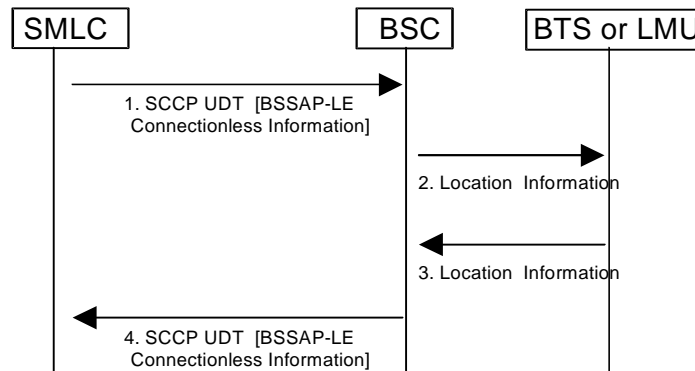 SMLC
BSC
BTS or LMU
1. SCCP UDT [BSSAP-LE
Connectionless Information]
2. Location Information
3. Location Information
4. SCCP UDT [BSSAP-LE
Connectionless Information]